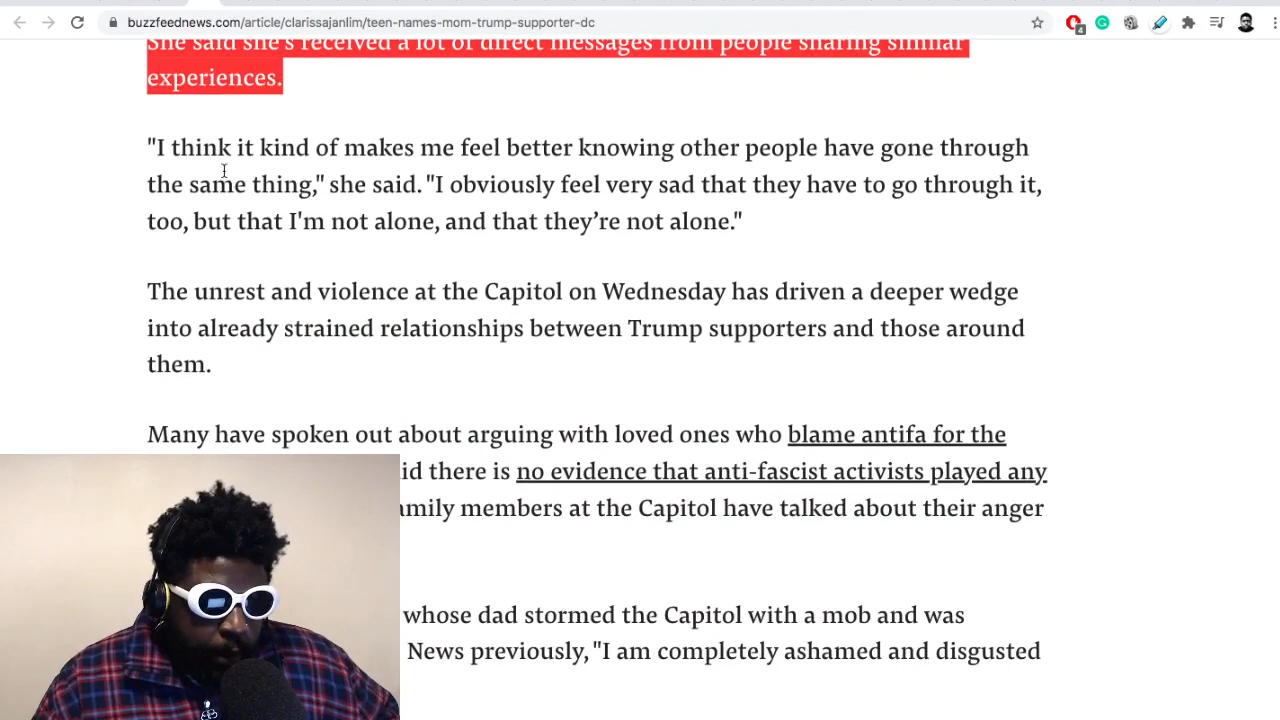 buzzfeednews.com/article/clarissajanlim/teen-names-mom-trump-supporter-dc
4
She said she's received a lot of direct messages from people sharing similar
experiences.
"I think it kind of makes me feel better knowing other people have gone through
the same thing," she said. "I obviously feel very sad that they have to go through it,
too, but that I'm not alone, and that they’re not alone."
The unrest and violence at the Capitol on Wednesday has driven a deeper wedge
into already strained relationships between Trump supporters and those around
them.
Many have spoken out about arguing with loved ones who blame antifa for the
id there is no evidence that anti-fascist activists played any
amily members at the Capitol have talked about their anger
whose dad stormed the Capitol with a mob and was
News previously, "I am completely ashamed and disgusted